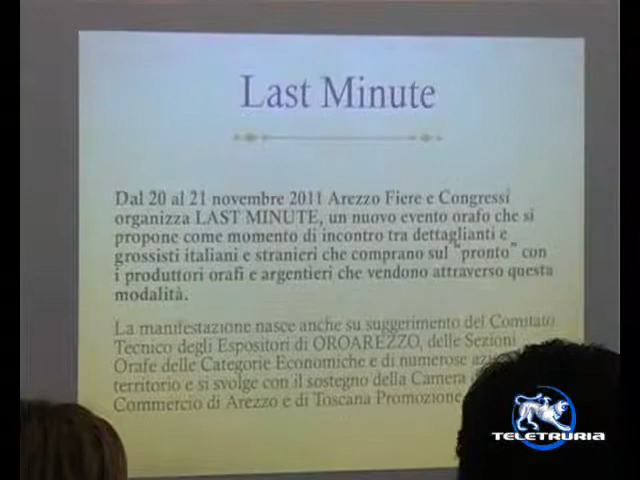 Last Minute
Dal 20 al 21 novembre 2011 Arezzo Fiere e Congressi
organizza LAST MINUTE, un nuovo evento orafo che si
propone come momento di incontro tra dettaglianti e
grossisti italiani e stranieri che comprano sul "pronto" con
i produttori orafi e argentieri che vendono attraverso questa
modalità.
La manifestazione nasce anche su suggerimento del Comitato
Tecnico degli Espositori di OROAREZZO, delle Sezioni
Orafe delle Categorie Economiche e di numerose
territorio e si svolge con il sostegno della Camera
Commercio di Arezzo e di Toscana Promozione
TELETRURIA